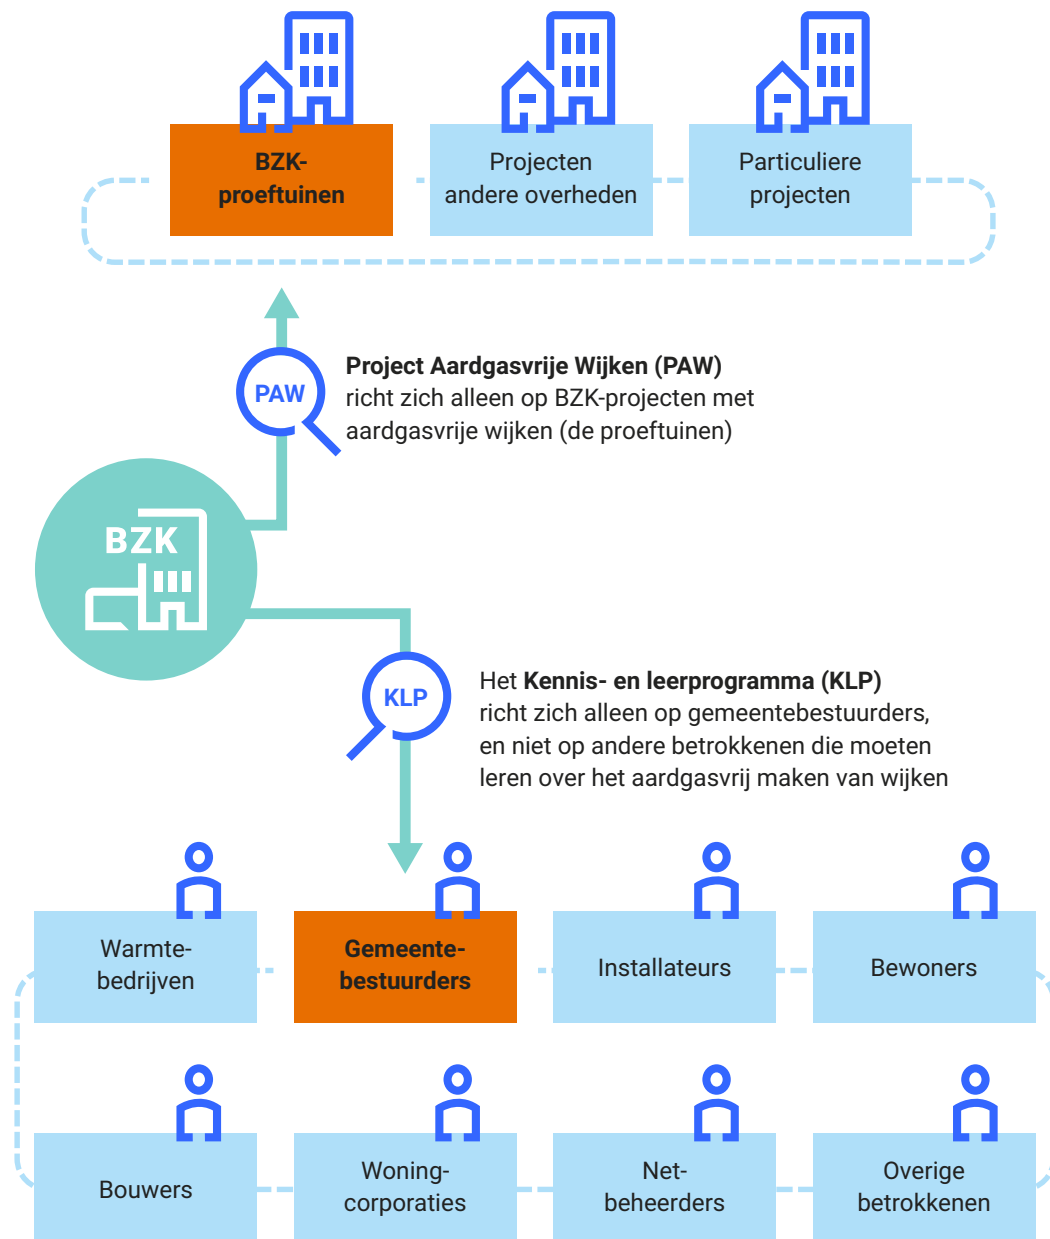 BZK-
proeftuinen
Projecten
andere overheden
Particuliere
projecten
PAW
Project Aardgasvrije Wijken (PAW)
richt zich alleen op BZK-projecten met
aardgasvrije wijken (de proeftuinen)
BZK
KLP
Het Kennis- en leerprogramma (KLP)
richt zich alleen op gemeentebestuurders,
en niet op andere betrokkenen die moeten
leren over het aardgasvrij maken van wijken
Warmte-
bedrijven
Gemeente-
bestuurders
Installateurs
Bewoners
Bouwers
Woning-
corporaties
Net-
beheerders
Overige
betrokkenen